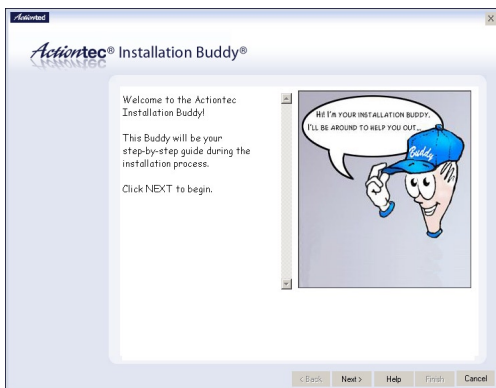 Actiontec
Actiontec® Installation Buddy®
Welcome to the Actiontec
Installation Buddy!
This Buddy will be your
step-by-step guide during the
installation process.
Click NEXT to begin.
HI! I'M YOUR INSTALLATION BUDDY,
I'LL BE AROUND TO HELP YOU OUT...
Buddy
< Back
Next >
Help
Finish
Cancel